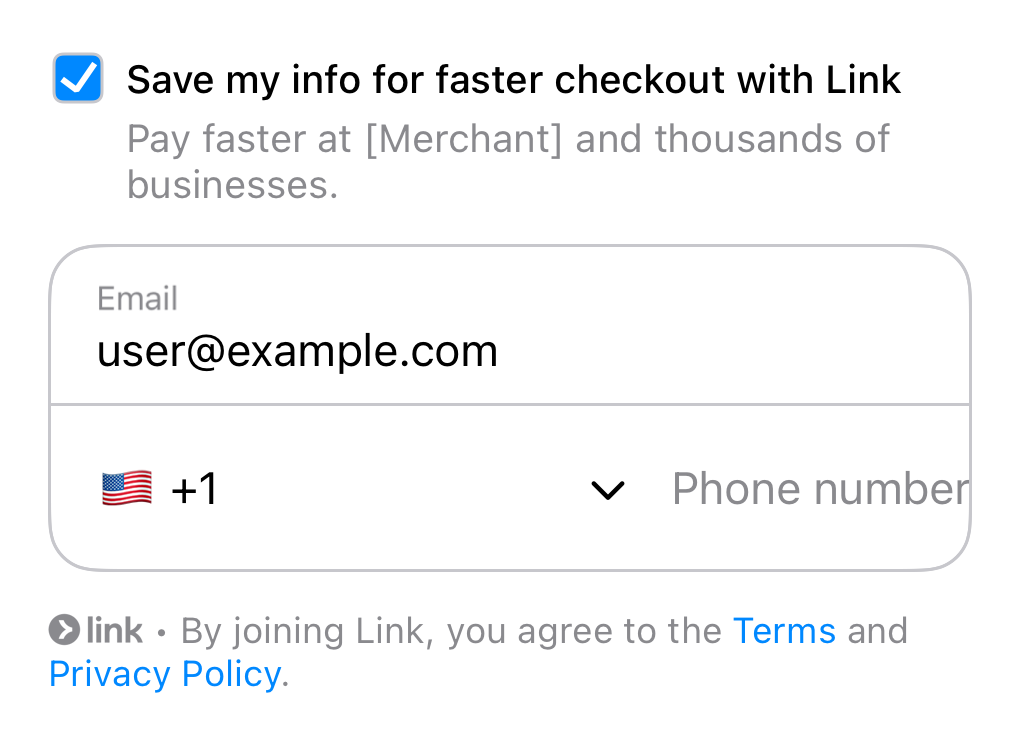 Save my info for faster checkout with Link
Pay faster at [Merchant] and thousands of
businesses.
Email
user@example.com
🇺🇸 +1 Phone number
link • By joining Link, you agree to the Terms and
Privacy Policy.